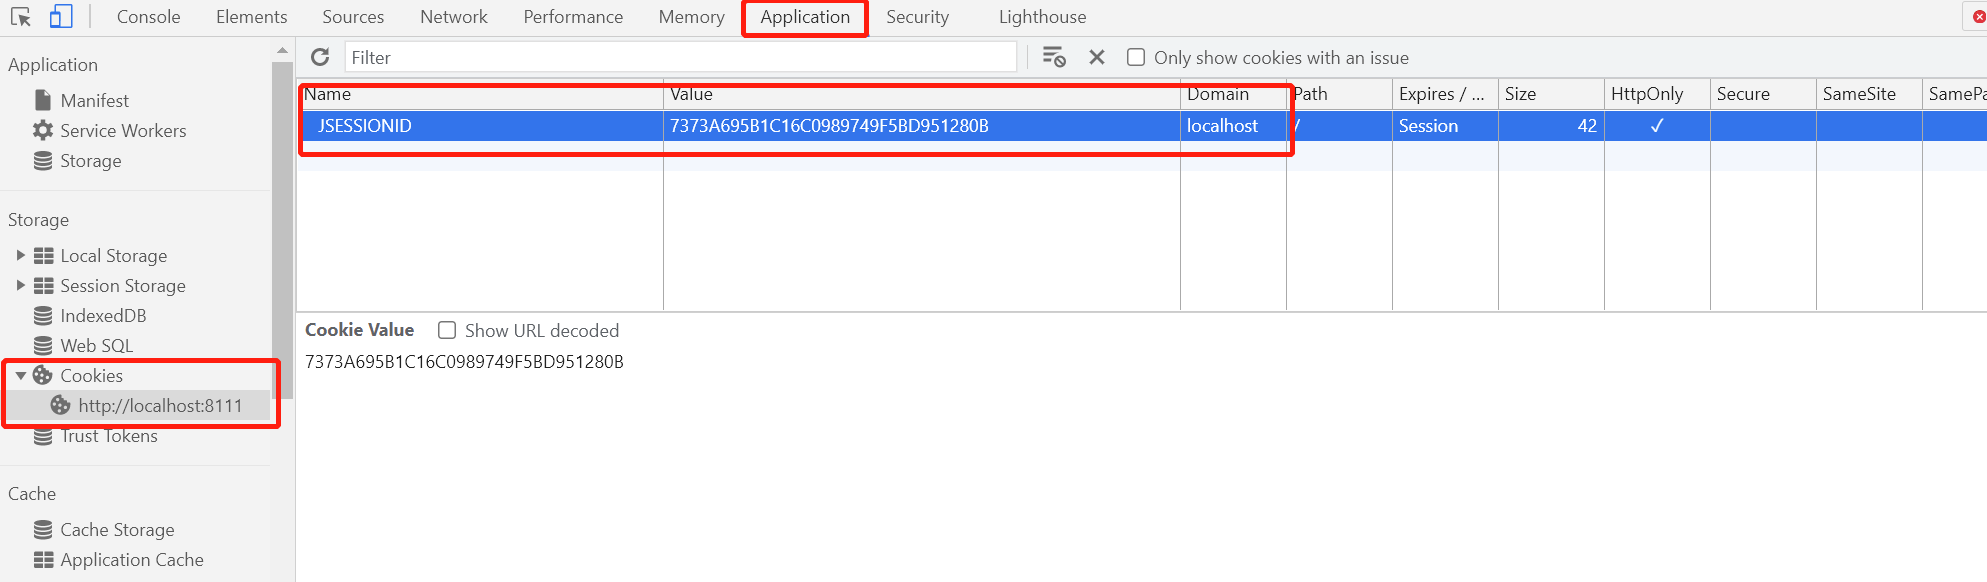 Console Elements Sources Network Performance Memory Application Security Lighthouse
Application
Manifest
Service Workers
Storage
Storage
Local Storage
Session Storage
IndexedDB
Web SQL
Cookies
http://localhost:8111
Trust Tokens
Cache
Cache Storage
Application Cache
Filter Only show cookies with an issue
Name Value Domain Path Expires / ... Size HttpOnly Secure SameSite SamePa
JSESSIONID 7373A695B1C16C0989749F5BD951280B localhost / Session 42 ✓
Cookie Value Show URL decoded
7373A695B1C16C0989749F5BD951280B